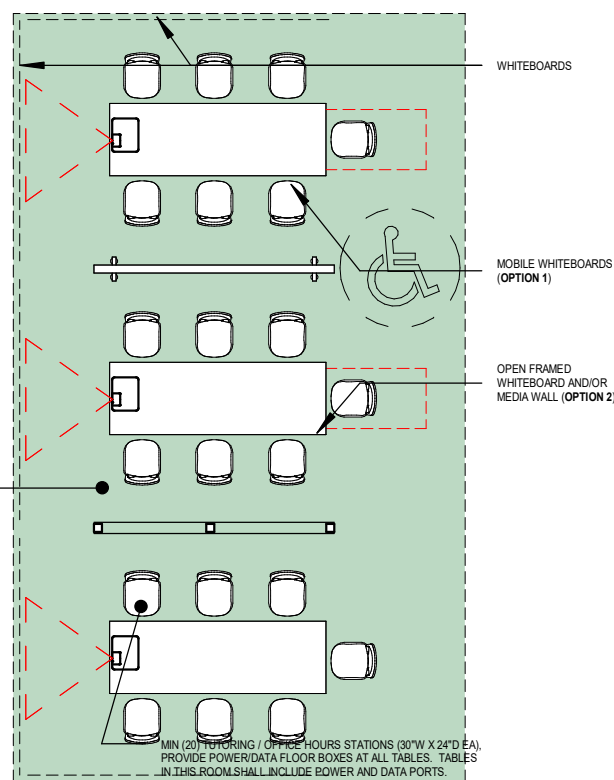 WHITEBOARDS
MOBILE WHITEBOARDS
(OPTION 1)
OPEN FRAMED
WHITEBOARD AND/OR
MEDIA WALL (OPTION 2)
MIN (20) TUTORING / OFFICE HOURS STATIONS (30"W X 24"D EA),
PROVIDE POWER/DATA FLOOR BOXES AT ALL TABLES. TABLES
IN THIS ROOM SHALL INCLUDE POWER AND DATA PORTS.